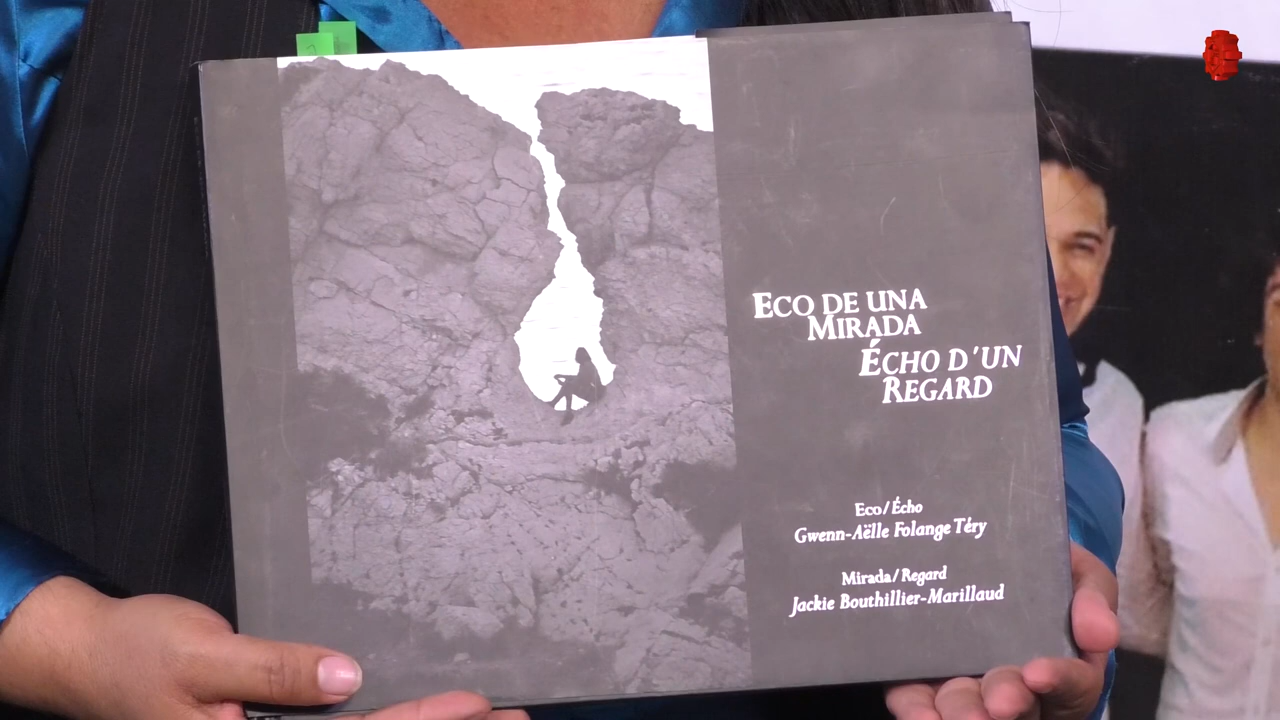 Eco de una
Mirada
Écho d'un
Regard
Eco/Écho
Gwenn-Aëlle Folange Téry
Mirada/Regard
Jackie Bouthillier-Marillaud